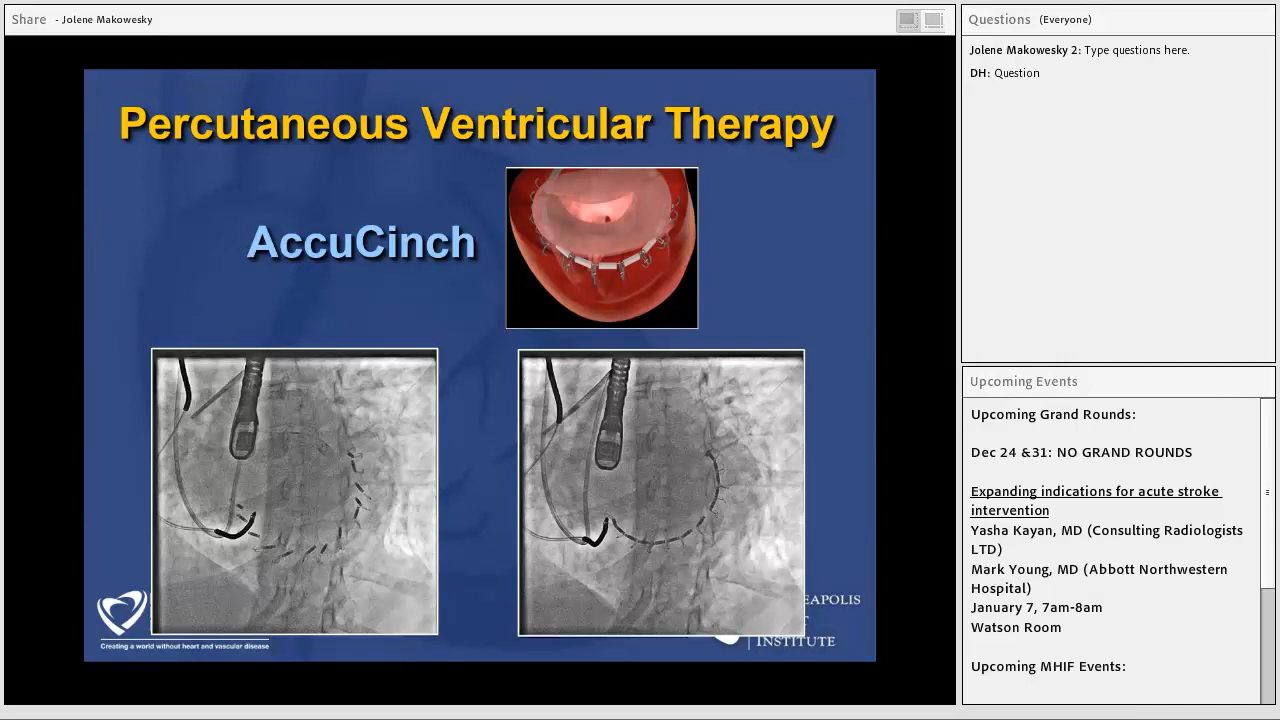 Share - Jolene Makowesky
Percutaneous Ventricular Therapy
AccuCinch
Creating a world without heart and vascular disease
INSTITUTE
Questions (Everyone)
Jolene Makowesky 2: Type questions here.
DH: Question
Upcoming Events
Upcoming Grand Rounds:
Dec 24 &31: NO GRAND ROUNDS
Expanding indications for acute stroke
intervention
Yasha Kayan, MD (Consulting Radiologists
LTD)
Mark Young, MD (Abbott Northwestern
Hospital)
January 7, 7am-8am
Watson Room
Upcoming MHIF Events: